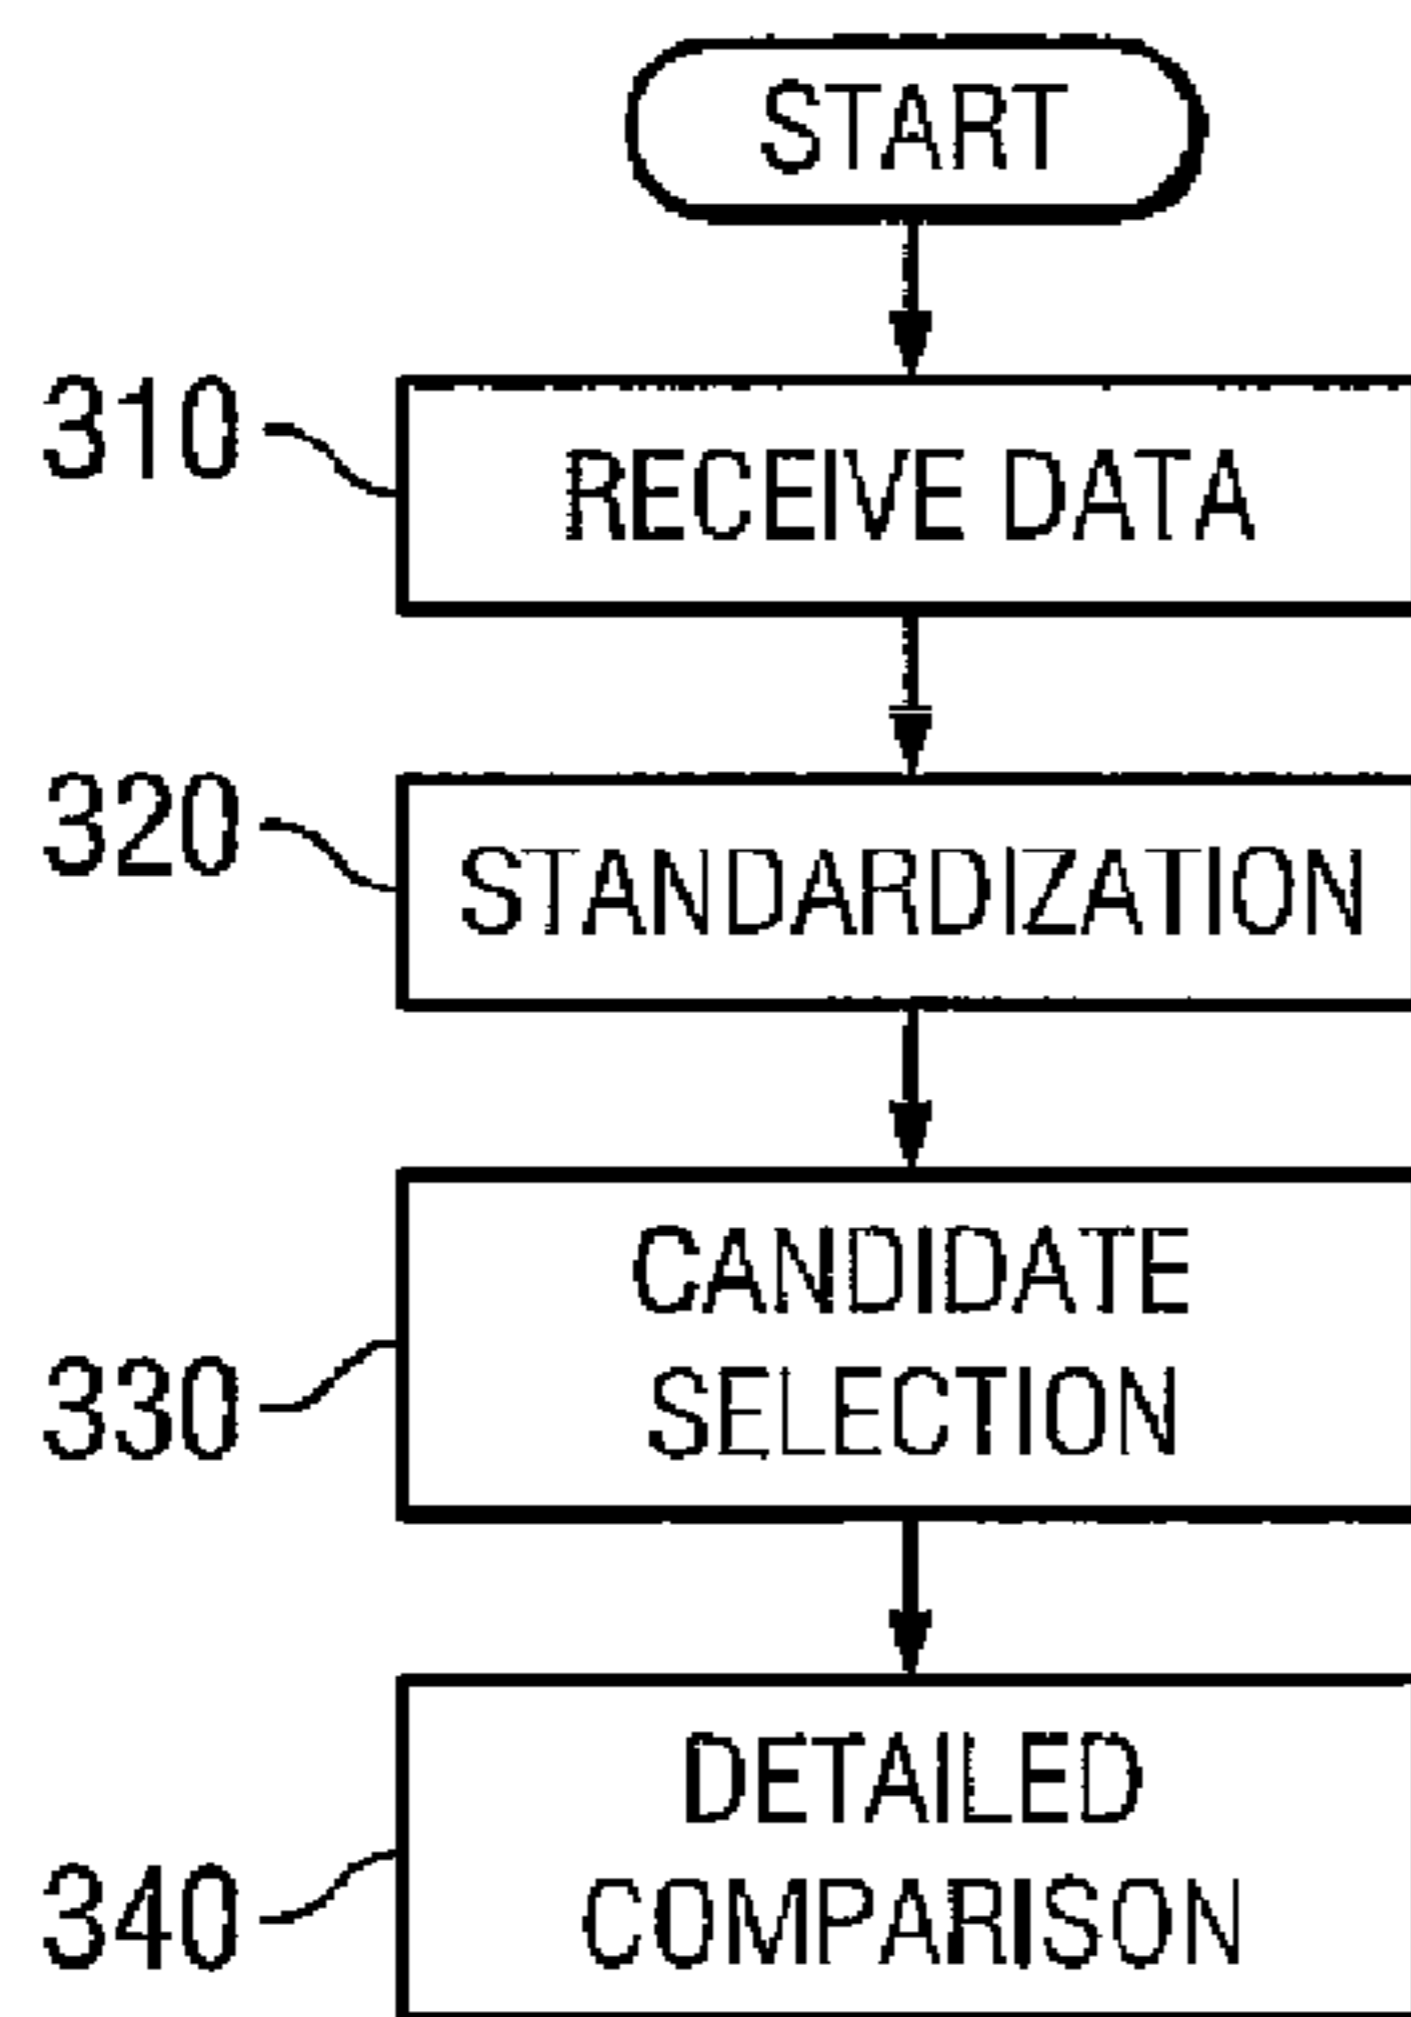 START
310
RECEIVE DATA
320
STANDARDIZATION
CANDIDATE
SELECTION
330
DETAILED
COMPARISON
340